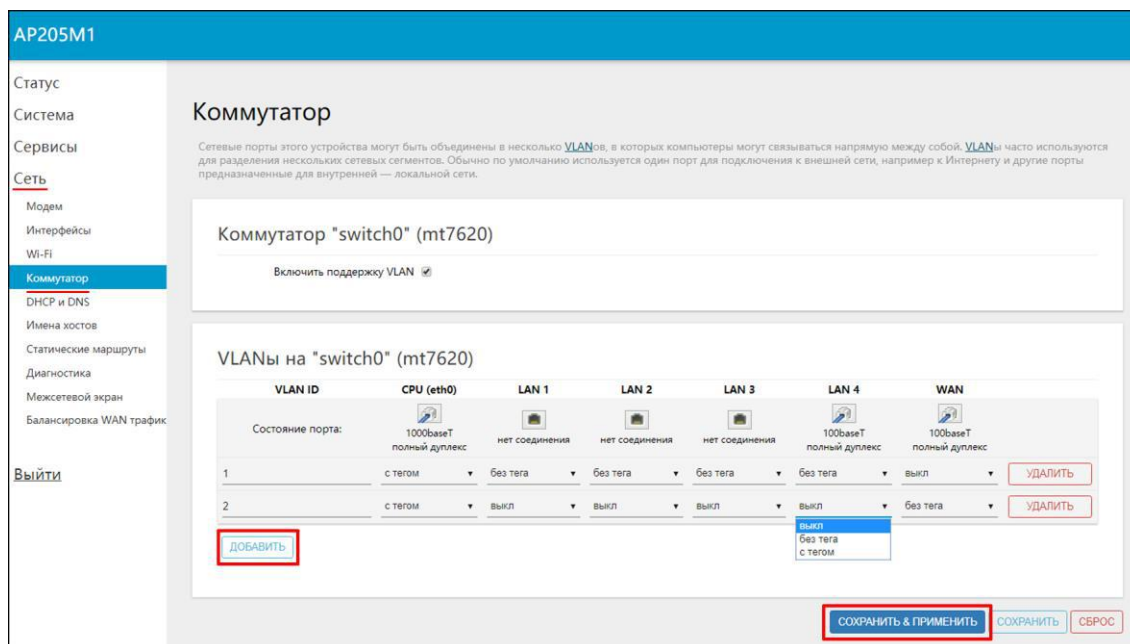 AP205M1
Статус
Система
Сервисы
Сеть
Модем
Интерфейсы
Wi-Fi
Коммутатор
DHCP и DNS
Имена хостов
Статические маршруты
Диагностика
Межсетевой экран
Балансировка WAN трафик
Выйти
Коммутатор
Сетевые порты этого устройства могут быть объединены в несколько VLANов, в которых компьютеры могут связываться напрямую между собой. VLANы часто используются
для разделения нескольких сетевых сегментов. Обычно по умолчанию используется один порт для подключения к внешней сети, например к Интернету и другие порты
предназначенные для внутренней — локальной сети.
Коммутатор "switch0" (mt7620)
Включить поддержку VLAN
VLANы на "switch0" (mt7620)
VLAN ID CPU (eth0) LAN 1 LAN 2 LAN 3 LAN 4 WAN
Состояние порта: 1000baseT нет соединения нет соединения нет соединения 100baseT 100baseT
полный дуплекс полный дуплекс полный дуплекс
1 с тегом без тега без тега без тега без тега выкл УДАЛИТЬ
2 с тегом выкл выкл выкл выкл без тега УДАЛИТЬ
выкл
без тега
с тегом
ДОБАВИТЬ
СОХРАНИТЬ & ПРИМЕНИТЬ СОХРАНИТЬ СБРОС